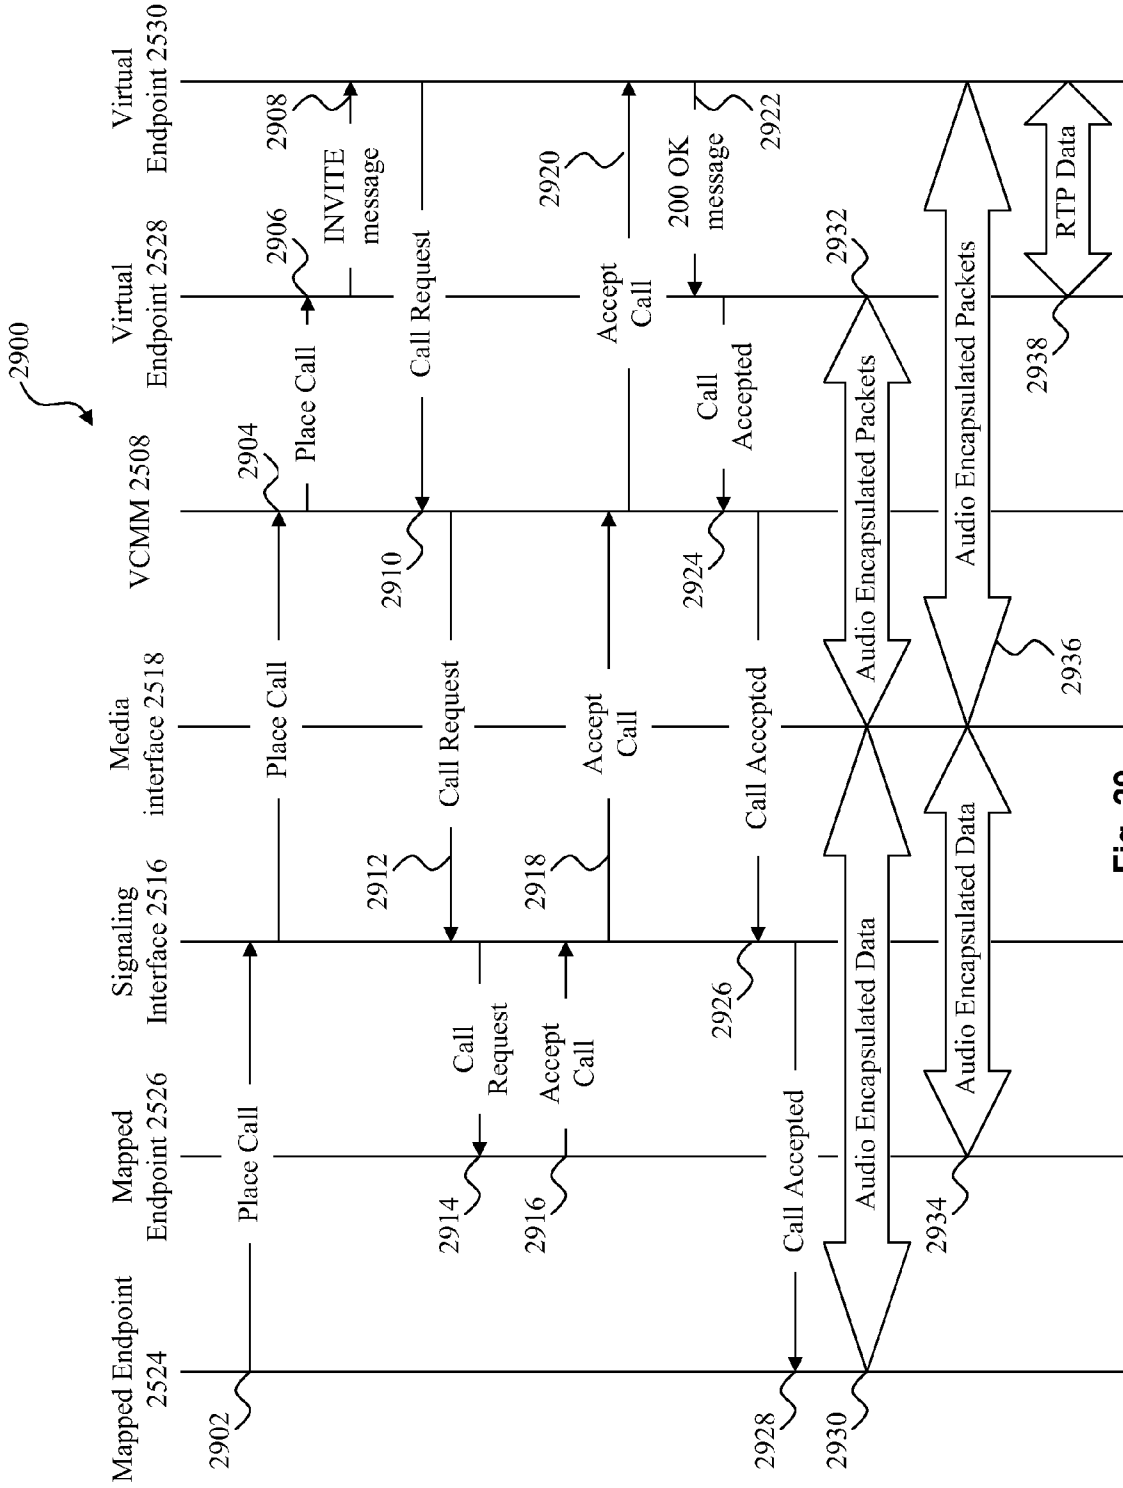 2900
Mapped Endpoint
2524
Mapped
Endpoint 2526
Signaling
Interface 2516
Media
interface 2518
VCMM 2508
Virtual
Endpoint 2528
Virtual
Endpoint 2530
2902
Place Call
Place Call
2904
Place Call
2906
INVITE
message
2908
Call Request
2910
Call Request
2912
Call
Request
2914
2916
Accept
Call
2918
Accept
Call
Accept
Call
2920
200 OK
message
2922
Call
Accepted
2924
Call Accepted
2926
Call Accepted
2928
2930
Audio Encapsulated Data
Audio Encapsulated Packets
2932
2934
Audio Encapsulated Data
2936
Audio Encapsulated Packets
2938
RTP Data